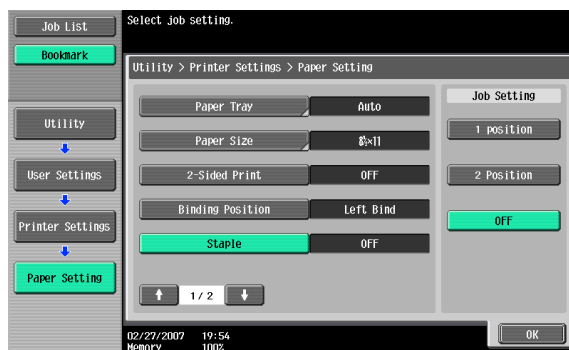 Job List
Bookmark
Utility
User Settings
Printer Settings
Paper Setting
Select job setting.
Utility > Printer Settings > Paper Setting
Paper Tray Auto
Paper Size 8½×11
2-Sided Print OFF
Binding Position Left Bind
Staple OFF
1/2
Job Setting
1 position
2 Position
OFF
02/27/2007 19:54
Memory 100%
OK